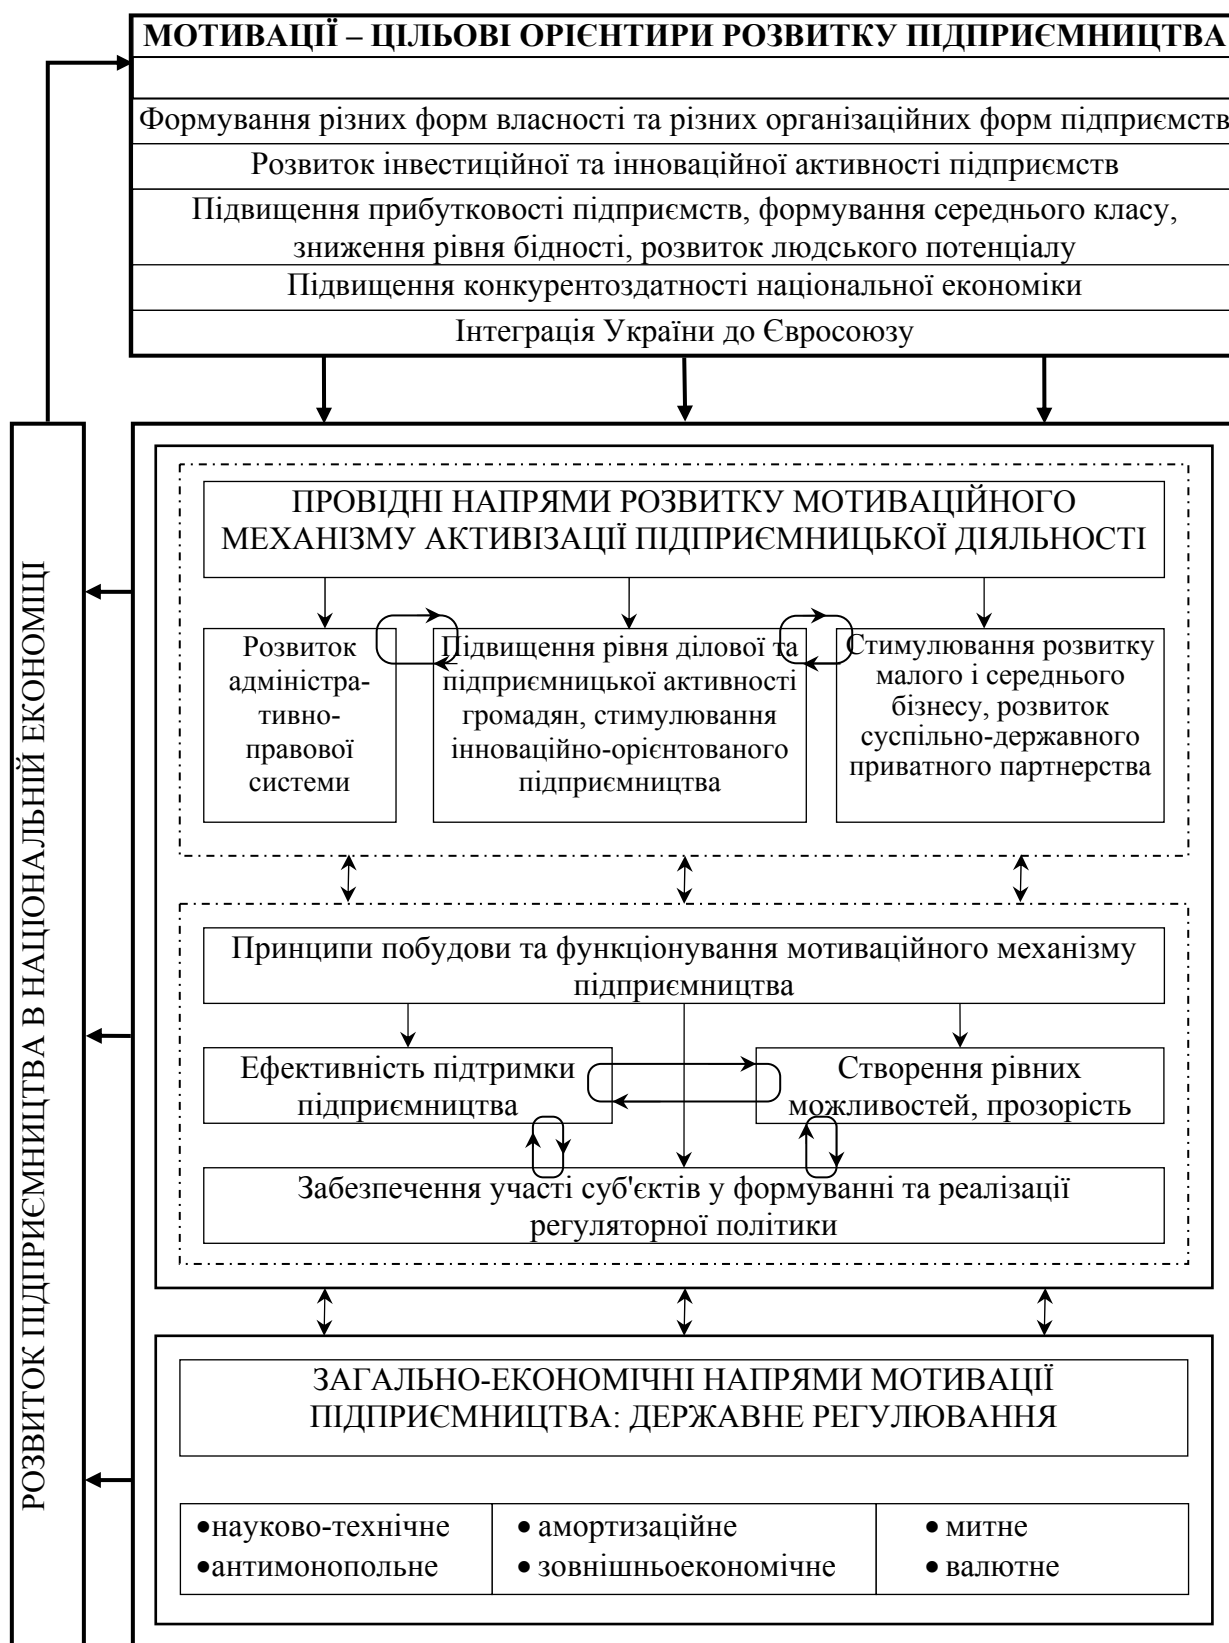 МОТИВАЦІЇ – ЦІЛЬОВІ ОРІЄНТИРИ РОЗВИТКУ ПІДПРИЄМНИЦТВА
Формування різних форм власності та різних організаційних форм підприємств
Розвиток інвестиційної та інноваційної активності підприємств
Підвищення прибутковості підприємств, формування середнього класу,
зниження рівня бідності, розвиток людського потенціалу
Підвищення конкурентоздатності національної економіки
Інтеграція України до Євросоюзу
РОЗВИТОК ПІДПРИЄМНИЦТВА В НАЦІОНАЛЬНІЙ ЕКОНОМІЦІ
ПРОВІДНІ НАПРЯМИ РОЗВИТКУ МОТИВАЦІЙНОГО
МЕХАНІЗМУ АКТИВІЗАЦІЇ ПІДПРИЄМНИЦЬКОЇ ДІЯЛЬНОСТІ
Розвиток
адміністра-
тивно-
правової
системи
Підвищення рівня ділової та
підприємницької активності
громадян, стимулювання
інноваційно-орієнтованого
підприємництва
Стимулювання розвитку
малого і середнього
бізнесу, розвиток
суспільно-державного
приватного партнерства
Принципи побудови та функціонування мотиваційного механізму
підприємництва
Ефективність підтримки
підприємництва
Створення рівних
можливостей, прозорість
Забезпечення участі суб'єктів у формуванні та реалізації
регуляторної політики
ЗАГАЛЬНО-ЕКОНОМІЧНІ НАПРЯМИ МОТИВАЦІЇ
ПІДПРИЄМНИЦТВА: ДЕРЖАВНЕ РЕГУЛЮВАННЯ
•науково-технічне
•антимонопольне
• амортизаційне
• зовнішньоекономічне
• митне
• валютне